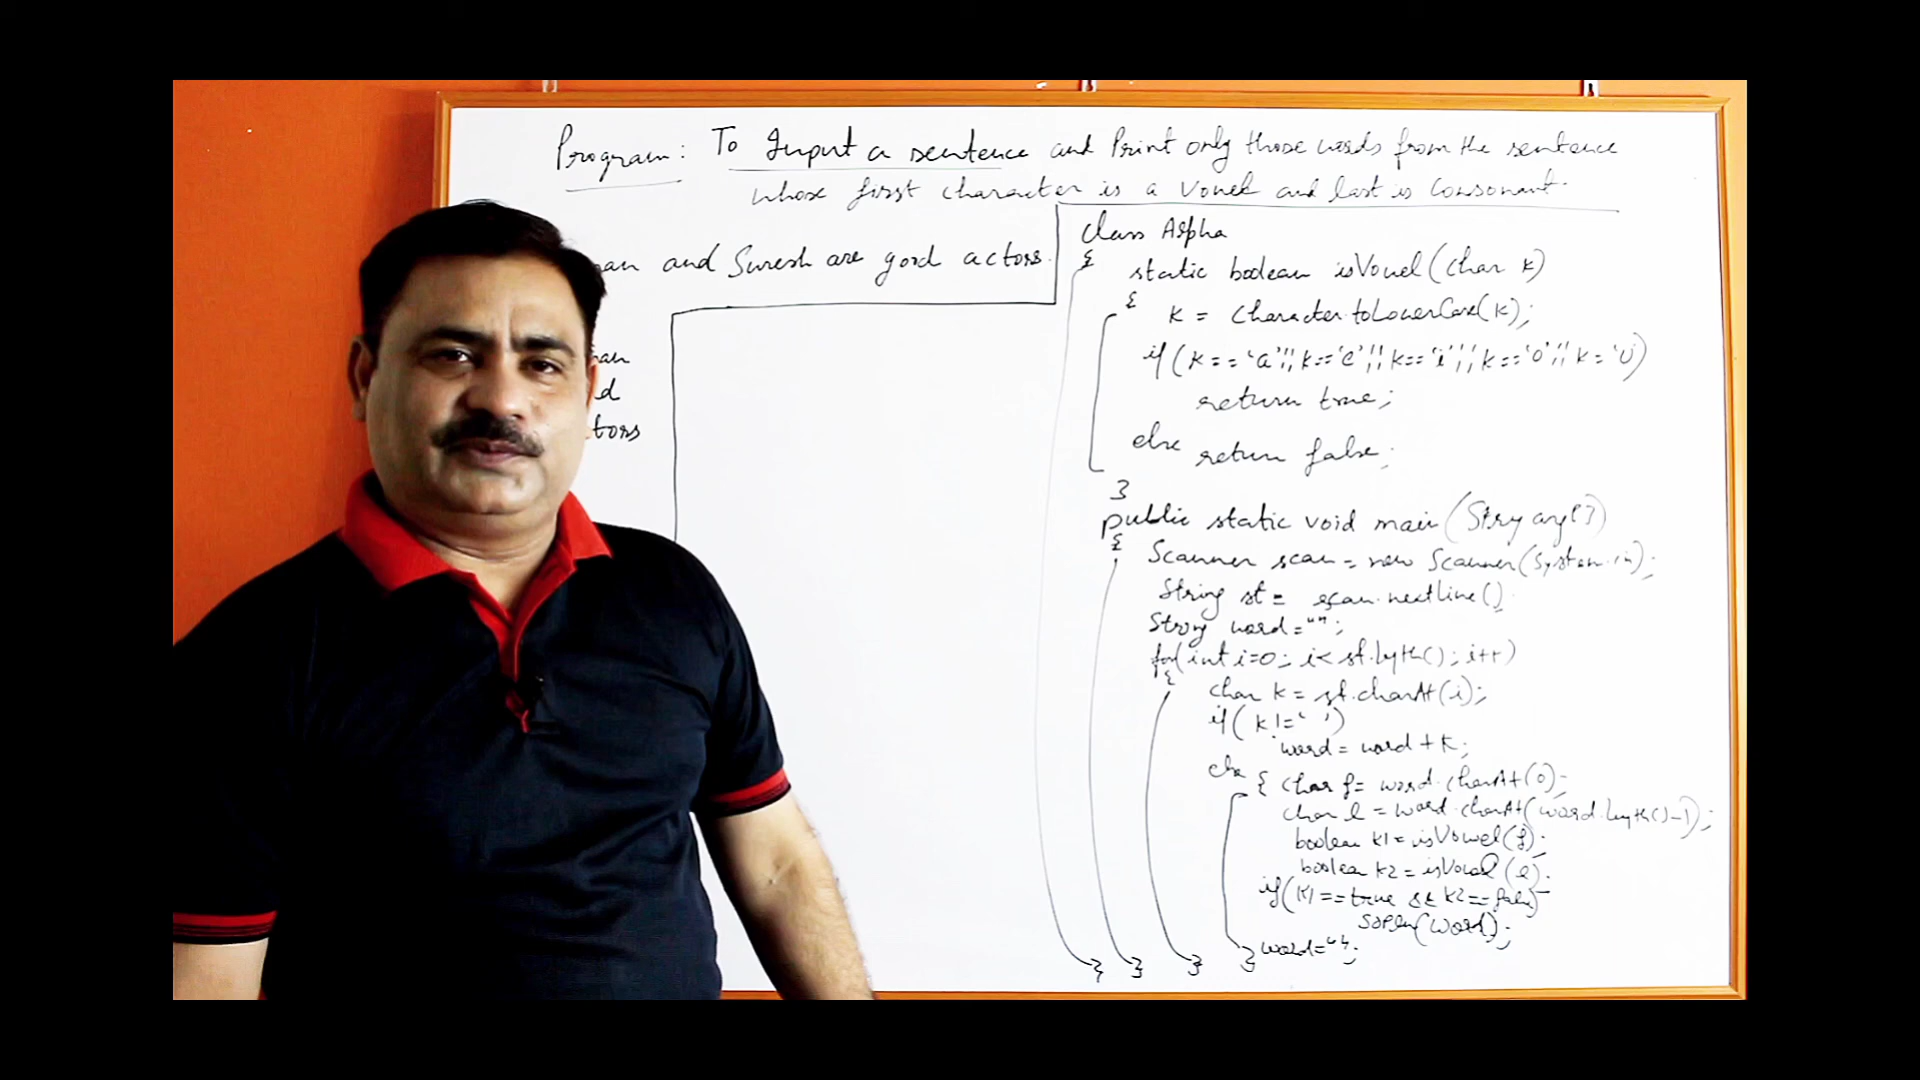 Program: To Input a sentence and Print only those words from the sentence
whose first character is a vowel and last is consonant.
man and Suresh are good actors.
man
d
tors
class Alpha
{
static boolean isVowel(char k)
{
k = Character.toLowerCase(k);
if(k=='a'||k=='e'||k=='i'||k=='o'||k='u')
return true;
else
return false;
}
public static void main(String arg[])
{
Scanner scan = new Scanner(System.in);
String st = scan.nextLine();
String word="";
for(int i=0; i<st.length(); i++)
{
char k = st.charAt(i);
if(k!=' ')
word = word + k;
else { char f= word.charAt(0);
char l = word.charAt(word.length()-1);
boolean k1 = isVowel(f);
boolean k2 = isVowel(l);
if(k1==true && k2==false)
sopln(word);
} } } } word="";